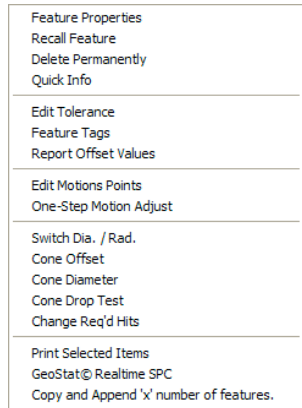 Feature Properties
Recall Feature
Delete Permanently
Quick Info
Edit Tolerance
Feature Tags
Report Offset Values
Edit Motions Points
One-Step Motion Adjust
Switch Dia. / Rad.
Cone Offset
Cone Diameter
Cone Drop Test
Change Req'd Hits
Print Selected Items
GeoStat© Realtime SPC
Copy and Append 'x' number of features.